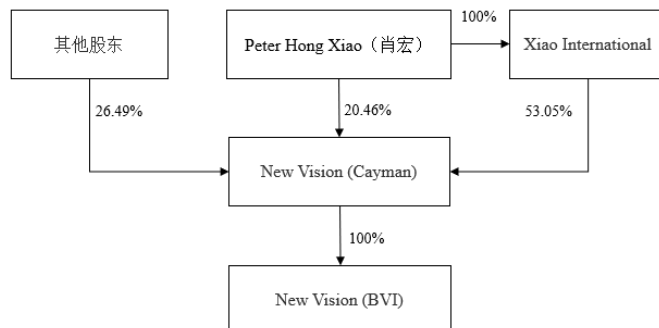 100%
其他股东
Peter Hong Xiao（肖宏）
Xiao International
26.49%
20.46%
53.05%
New Vision (Cayman)
100%
New Vision (BVI)